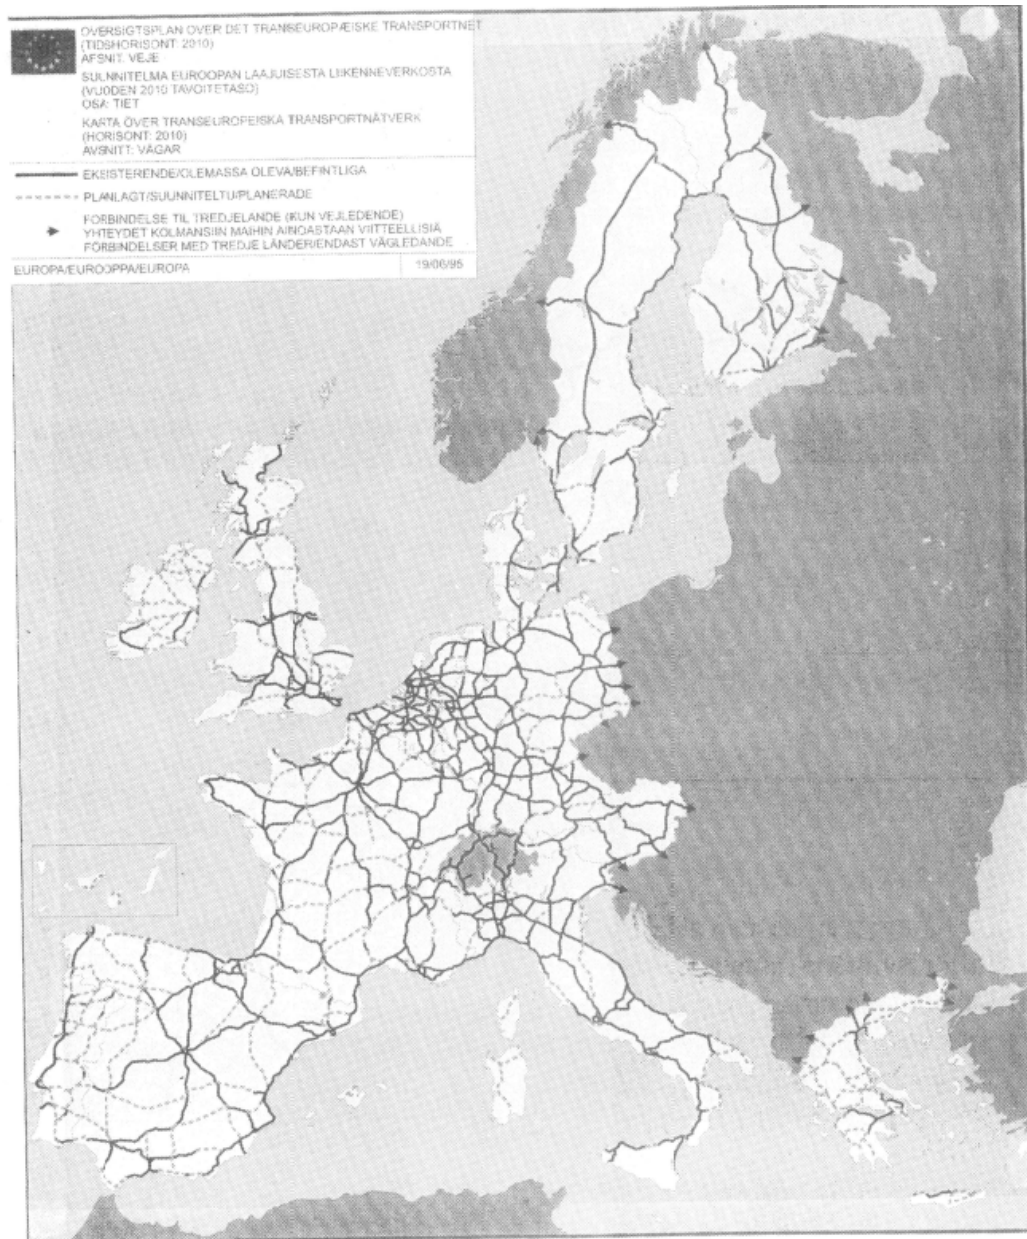 OVERSIGTSPLAN OVER DET TRANSEUROPÆISKE TRANSPORTNET
(TIDSHORISONT: 2010)
AFSNIT: VEJE
SUUNNITELMA EUROOPAN LAAJUISESTA LIIKENNEVERKOSTA
(VUODEN 2010 TAVOITETASO)
OSA: TIET
KARTA ÖVER TRANSEUROPEISKA TRANSPORTNÄTVERK
(HORISONT: 2010)
AVSNITT: VÄGAR
EKSISTERENDE/OLEMASSA OLEVA/BEFINTLIGA
PLANLAGT/SUUNNITELTU/PLANERADE
FORBINDELSE TIL TREDJELANDE (KUN VEJLEDENDE)
YHTEYDET KOLMANSIIN MAIHIN AINOASTAAN VIITTEELLISIÄ
FÖRBINDELSER MED TREDJE LÄNDER/ENDAST VÄGLEDANDE
EUROPA/EUROOPPA/EUROPA
19/06/95